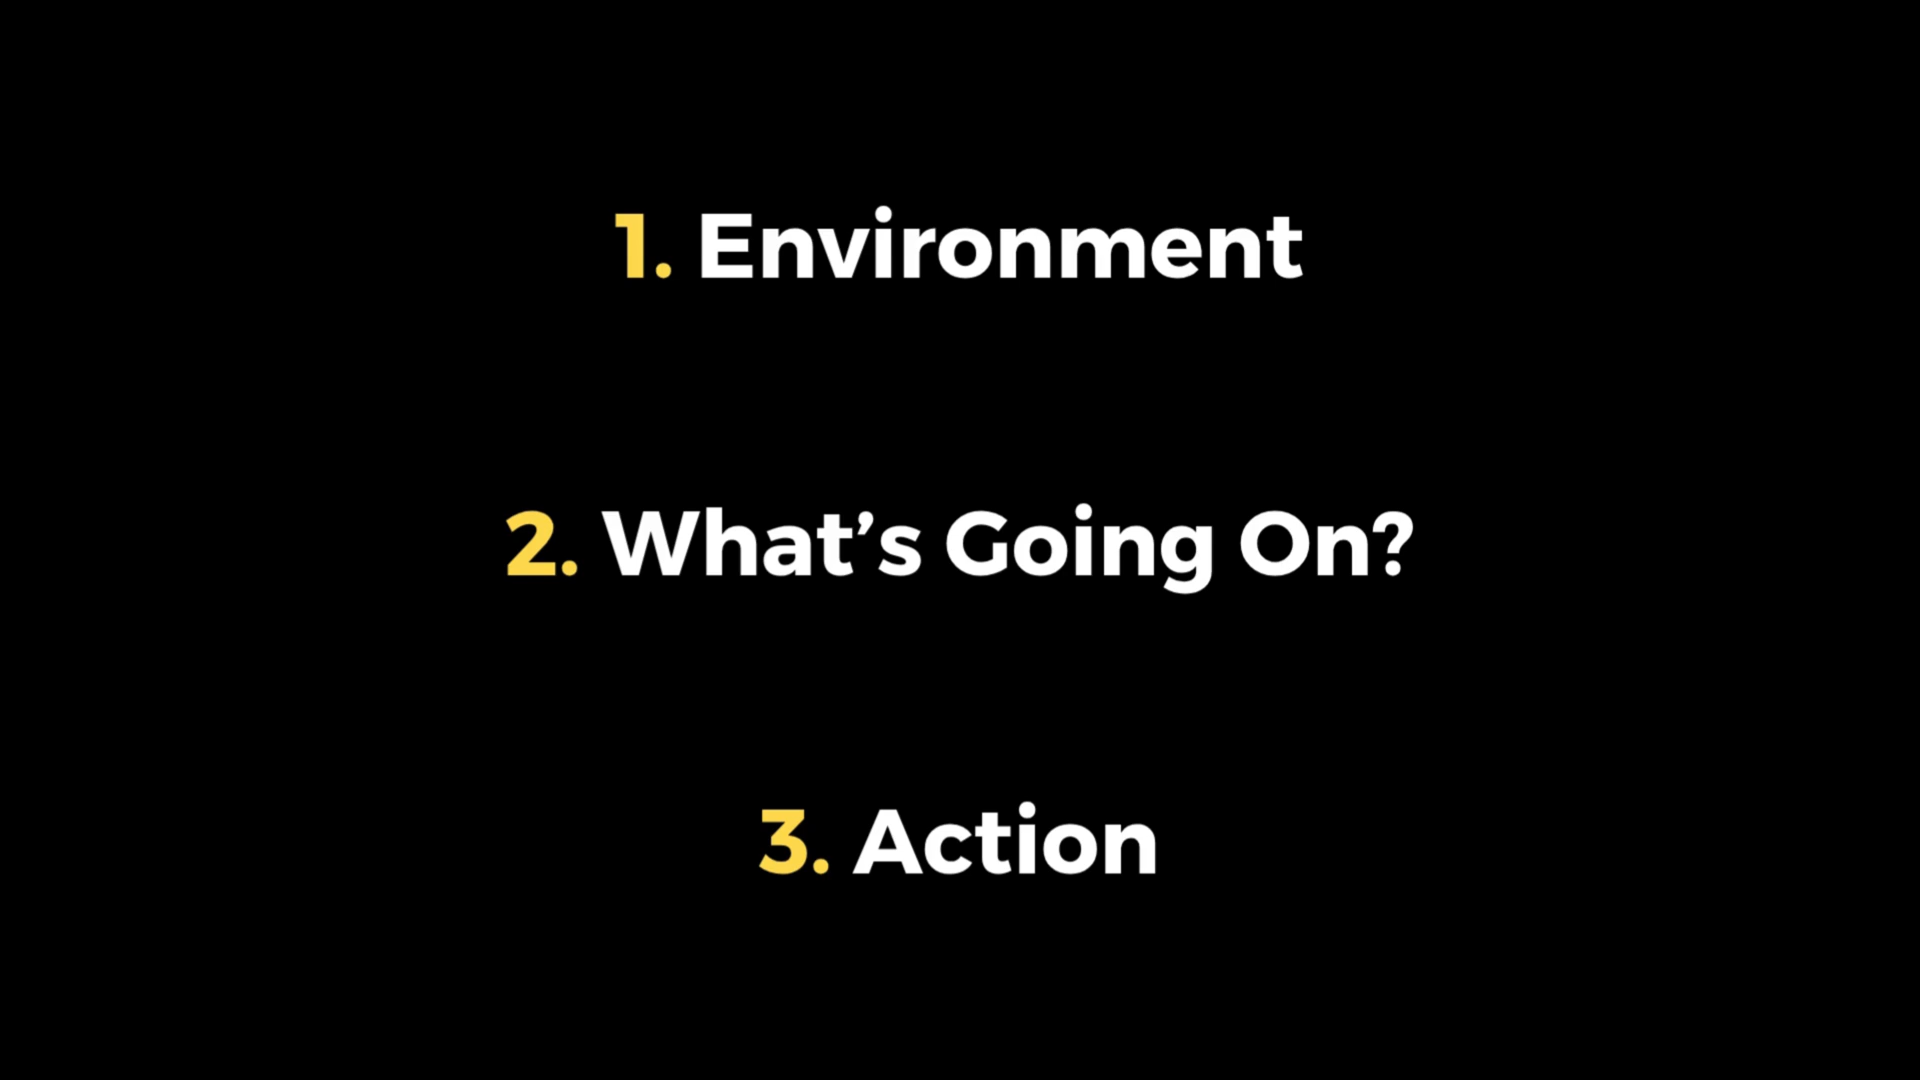 1. Environment
2. What’s Going On?
3. Action